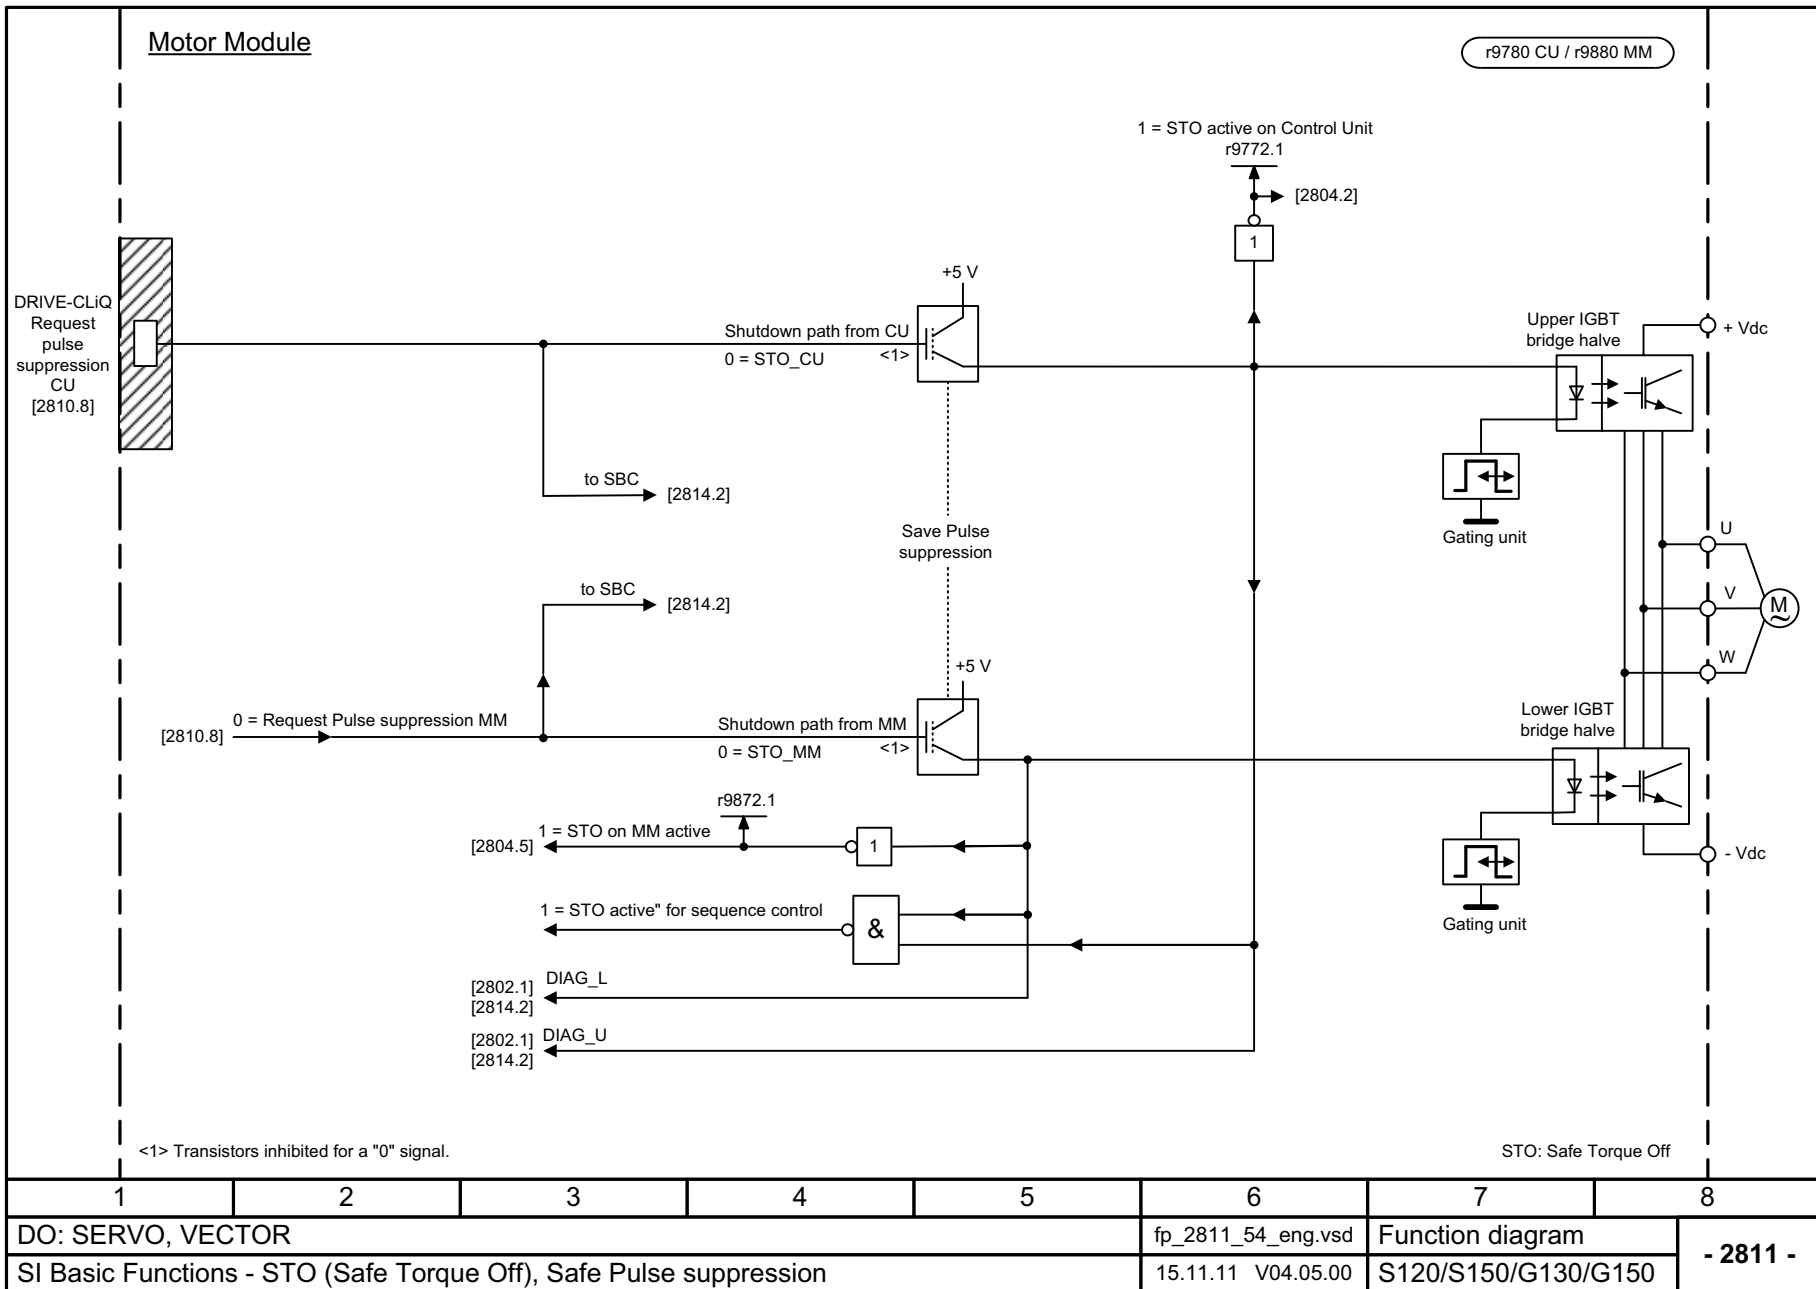 Motor Module
r9780 CU / r9880 MM
1 = STO active on Control Unit
r9772.1
[2804.2]
1
+5 V
DRIVE-CLiQ
Request
pulse
suppression
CU
[2810.8]
Shutdown path from CU
0 = STO_CU
<1>
Upper IGBT
bridge halve
+ Vdc
to SBC
[2814.2]
Gating unit
Save Pulse
suppression
U
V
W
M
~
to SBC
[2814.2]
+5 V
[2810.8]
0 = Request Pulse suppression MM
Shutdown path from MM
0 = STO_MM
<1>
Lower IGBT
bridge halve
r9872.1
[2804.5]
1 = STO on MM active
1
- Vdc
1 = STO active" for sequence control
&
Gating unit
[2802.1]
[2814.2]
DIAG_L
[2802.1]
[2814.2]
DIAG_U
<1> Transistors inhibited for a "0" signal.
STO: Safe Torque Off
1 2 3 4 5 6 7 8
DO: SERVO, VECTOR
fp_2811_54_eng.vsd
Function diagram
- 2811 -
SI Basic Functions - STO (Safe Torque Off), Safe Pulse suppression
15.11.11 V04.05.00
S120/S150/G130/G150